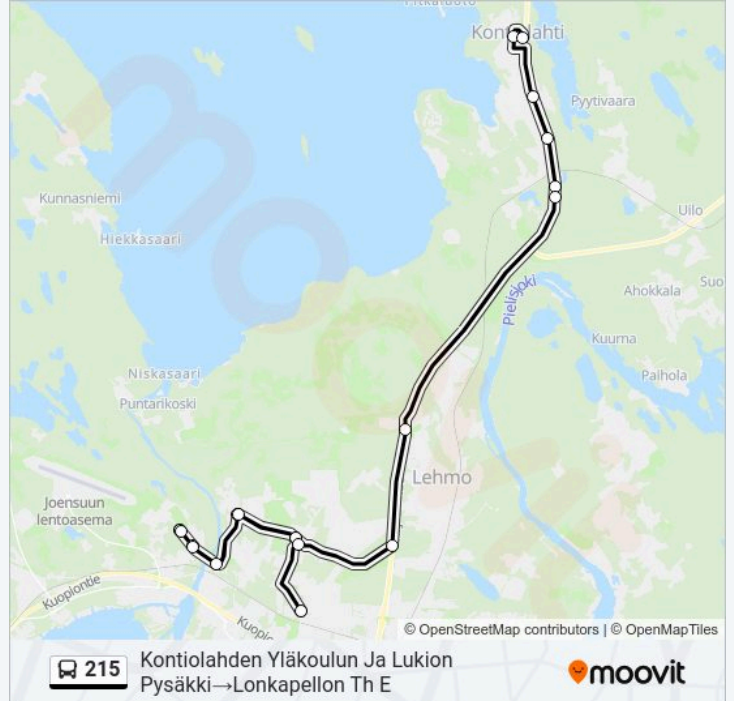 Kontiolahti
Pyytivaara
Kunnasniemi
Hiekkasaari
Uilo
Ahokkala
Suo
Pielisjoki
Kuurna
Paihola
Niskasaari
Puntarikoski
Lehmo
Joensuun
lentoasema
Kuopiontie
Kuopio
© OpenStreetMap contributors | © OpenMapTiles
215
Kontiolahden Yläkoulun Ja Lukion
Pysäkki→Lonkapellon Th E
moovit